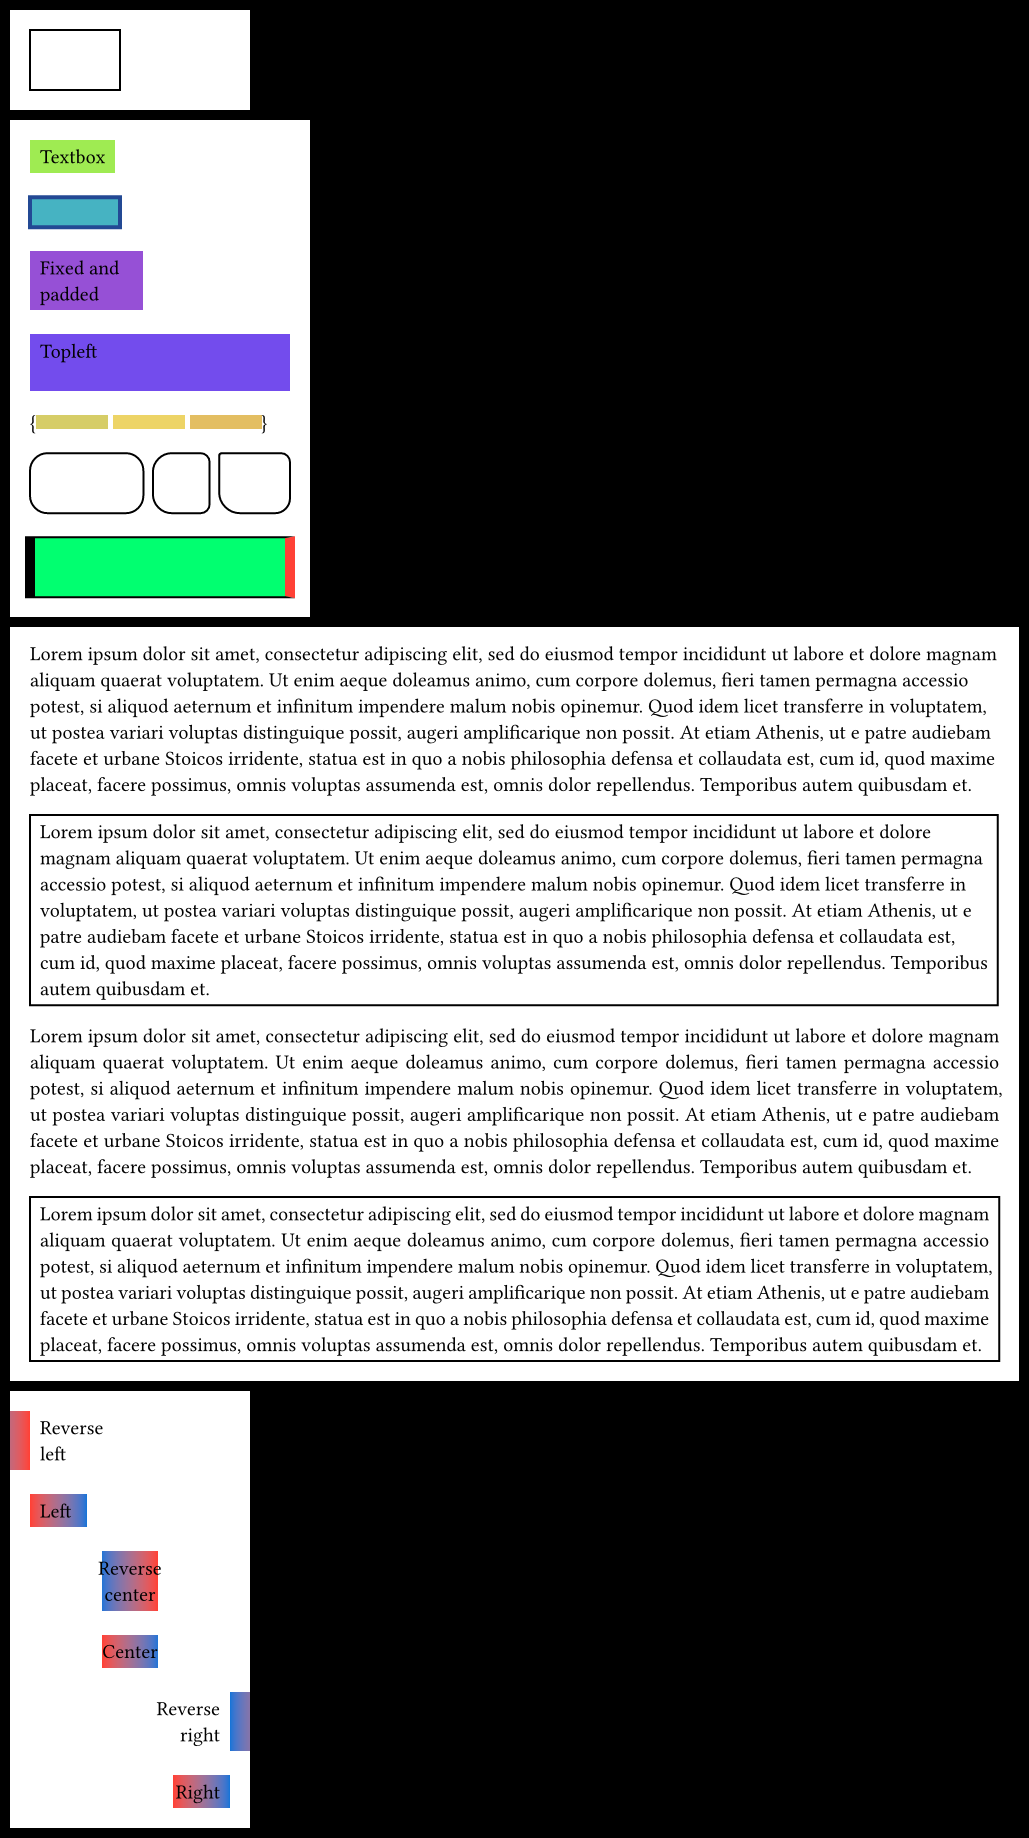 Textbox
Fixed and
padded
Topleft
{ }
Lorem ipsum dolor sit amet, consectetur adipiscing elit, sed do eiusmod tempor incididunt ut labore et dolore magnam
aliquam quaerat voluptatem. Ut enim aeque doleamus animo, cum corpore dolemus, fieri tamen permagna accessio
potest, si aliquod aeternum et infinitum impendere malum nobis opinemur. Quod idem licet transferre in voluptatem,
ut postea variari voluptas distinguique possit, augeri amplificarique non possit. At etiam Athenis, ut e patre audiebam
facete et urbane Stoicos irridente, statua est in quo a nobis philosophia defensa et collaudata est, cum id, quod maxime
placeat, facere possimus, omnis voluptas assumenda est, omnis dolor repellendus. Temporibus autem quibusdam et.
Lorem ipsum dolor sit amet, consectetur adipiscing elit, sed do eiusmod tempor incididunt ut labore et dolore
magnam aliquam quaerat voluptatem. Ut enim aeque doleamus animo, cum corpore dolemus, fieri tamen permagna
accessio potest, si aliquod aeternum et infinitum impendere malum nobis opinemur. Quod idem licet transferre in
voluptatem, ut postea variari voluptas distinguique possit, augeri amplificarique non possit. At etiam Athenis, ut e
patre audiebam facete et urbane Stoicos irridente, statua est in quo a nobis philosophia defensa et collaudata est,
cum id, quod maxime placeat, facere possimus, omnis voluptas assumenda est, omnis dolor repellendus. Temporibus
autem quibusdam et.
Lorem ipsum dolor sit amet, consectetur adipiscing elit, sed do eiusmod tempor incididunt ut labore et dolore magnam
aliquam quaerat voluptatem. Ut enim aeque doleamus animo, cum corpore dolemus, fieri tamen permagna accessio
potest, si aliquod aeternum et infinitum impendere malum nobis opinemur. Quod idem licet transferre in voluptatem,
ut postea variari voluptas distinguique possit, augeri amplificarique non possit. At etiam Athenis, ut e patre audiebam
facete et urbane Stoicos irridente, statua est in quo a nobis philosophia defensa et collaudata est, cum id, quod maxime
placeat, facere possimus, omnis voluptas assumenda est, omnis dolor repellendus. Temporibus autem quibusdam et.
Lorem ipsum dolor sit amet, consectetur adipiscing elit, sed do eiusmod tempor incididunt ut labore et dolore magnam
aliquam quaerat voluptatem. Ut enim aeque doleamus animo, cum corpore dolemus, fieri tamen permagna accessio
potest, si aliquod aeternum et infinitum impendere malum nobis opinemur. Quod idem licet transferre in voluptatem,
ut postea variari voluptas distinguique possit, augeri amplificarique non possit. At etiam Athenis, ut e patre audiebam
facete et urbane Stoicos irridente, statua est in quo a nobis philosophia defensa et collaudata est, cum id, quod maxime
placeat, facere possimus, omnis voluptas assumenda est, omnis dolor repellendus. Temporibus autem quibusdam et.
Reverse
left
Left
Reverse
center
Center
Reverse
right
Right